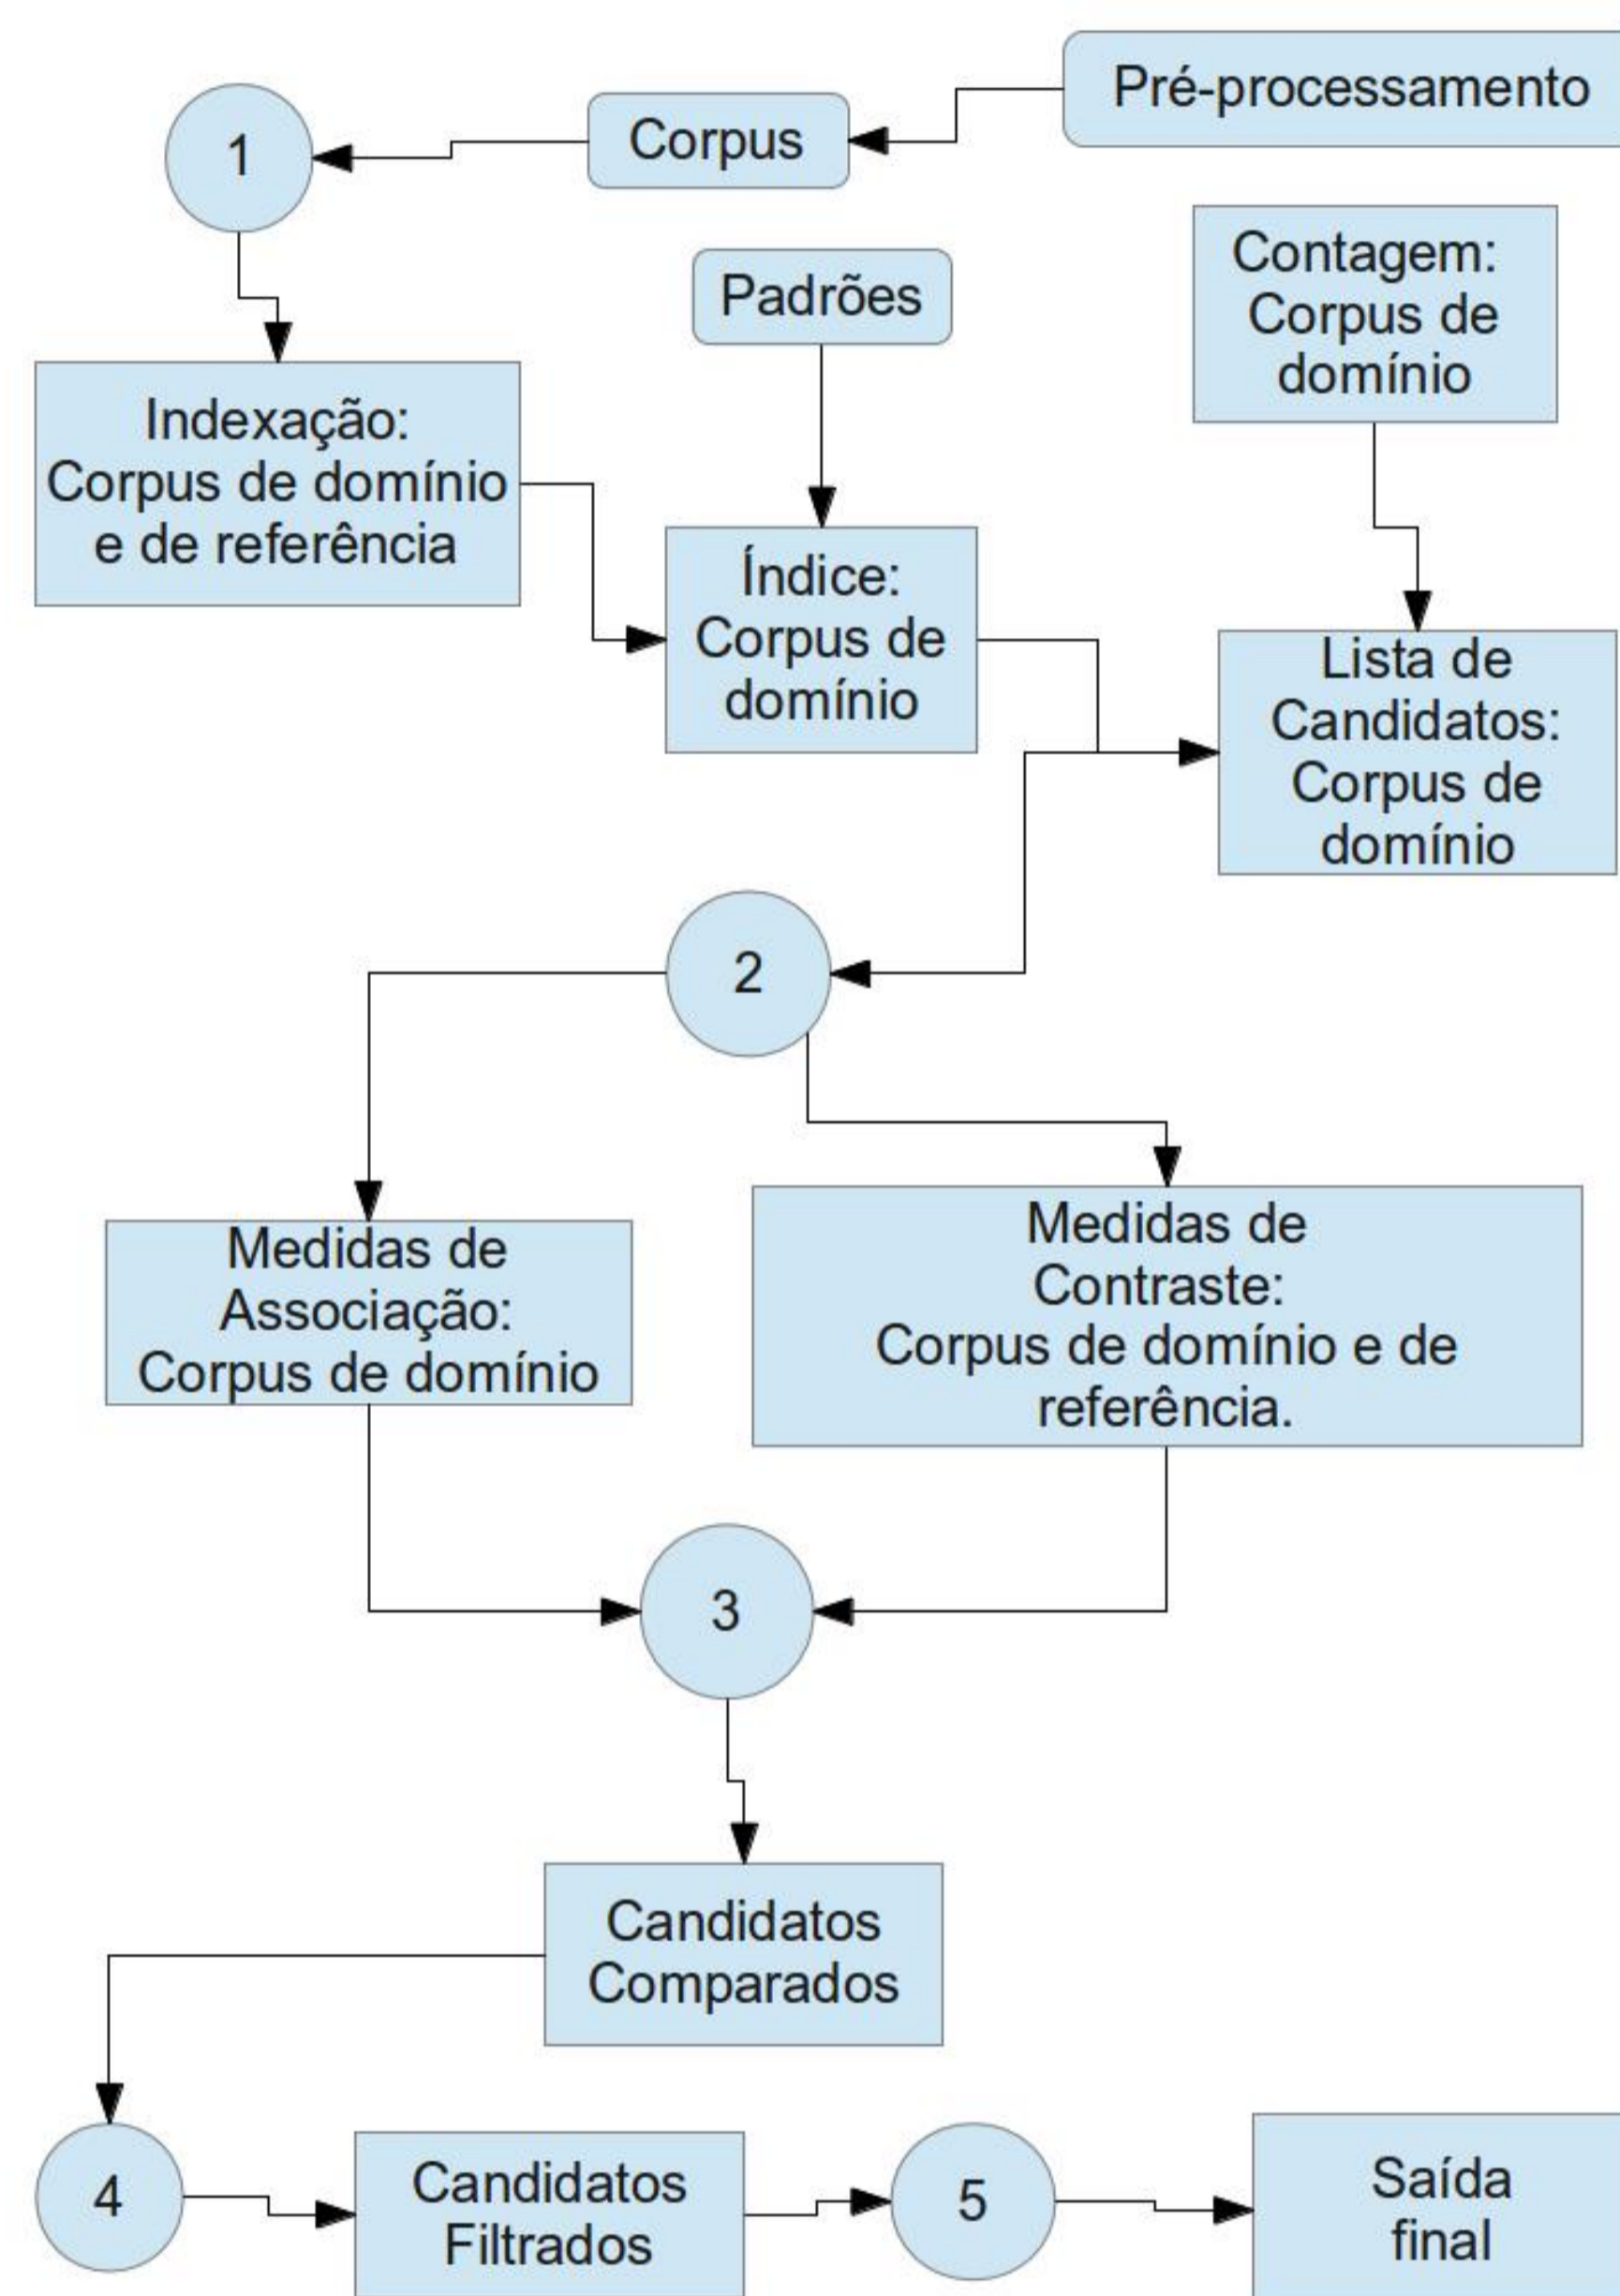 Pré-processamento
Corpus
1
Contagem:
Corpus de
domínio
Padrões
Indexação:
Corpus de domínio
e de referência
Índice:
Corpus de
domínio
Lista de
Candidatos:
Corpus de
domínio
2
Medidas de
Associação:
Corpus de domínio
Medidas de
Contraste:
Corpus de domínio e de
referência.
3
Candidatos
Comparados
4
Candidatos
Filtrados
5
Saída
final